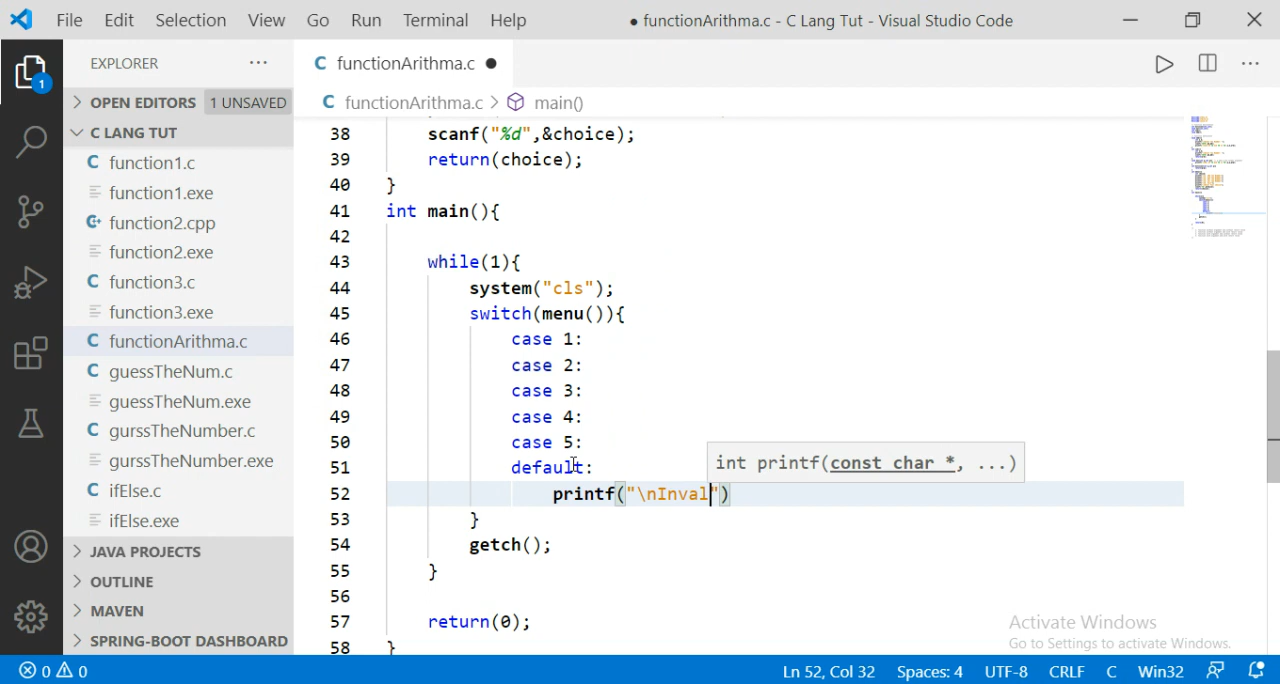 File Edit Selection View Go Run Terminal Help ● functionArithma.c - C Lang Tut - Visual Studio Code
EXPLORER ···
C functionArithma.c ●
1
OPEN EDITORS 1 UNSAVED
C functionArithma.c > main()
C LANG TUT
C function1.c
function1.exe
function2.cpp
function2.exe
C function3.c
function3.exe
C functionArithma.c
C guessTheNum.c
guessTheNum.exe
C gurssTheNumber.c
gurssTheNumber.exe
C ifElse.c
ifElse.exe
JAVA PROJECTS
OUTLINE
MAVEN
SPRING-BOOT DASHBOARD
38 scanf("%d",&choice);
39 return(choice);
40 }
41 int main(){
42
43 while(1){
44 system("cls");
45 switch(menu()){
46 case 1:
47 case 2:
48 case 3:
49 case 4:
50 case 5:
51 default:
int printf(const char *, ...)
52 printf("\nInval")
53 }
54 getch();
55 }
56
57 return(0);
58 }
Activate Windows
Go to Settings to activate Windows.
0 0 Ln 52, Col 32 Spaces: 4 UTF-8 CRLF C Win32